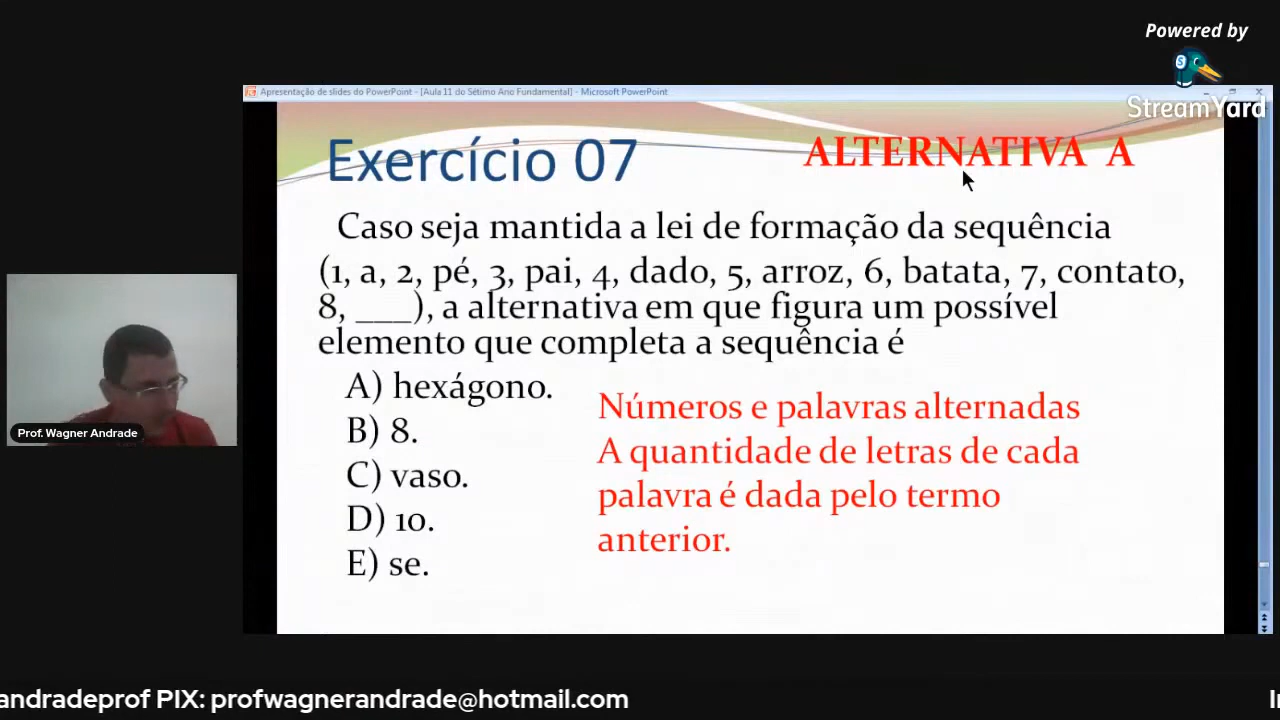 Powered by
StreamYard
Apresentação de slides do PowerPoint - [Aula 11 do Sétimo Ano Fundamental] - Microsoft PowerPoint
Exercício 07
ALTERNATIVA A
Caso seja mantida a lei de formação da sequência
(1, a, 2, pé, 3, pai, 4, dado, 5, arroz, 6, batata, 7, contato,
8, ___), a alternativa em que figura um possível
elemento que completa a sequência é
A) hexágono.
B) 8.
C) vaso.
D) 10.
E) se.
Números e palavras alternadas
A quantidade de letras de cada
palavra é dada pelo termo
anterior.
Prof. Wagner Andrade
andradeprof PIX: profwagnerandrade@hotmail.com